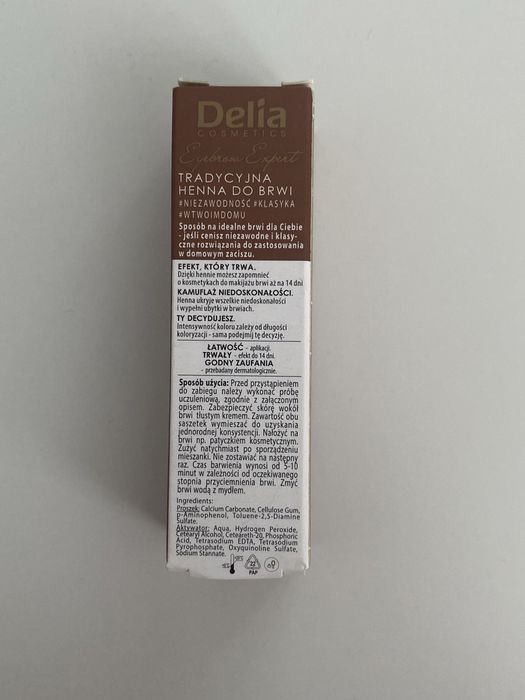 Delia
COSMETICS
Eyebrow Expert
TRADYCYJNA
HENNA DO BRWI
#NIEZAWODNOŚĆ #KLASYKA
#WTWOIMDOMU
Sposób na idealne brwi dla Ciebie
- jeśli cenisz niezawodne i klasy-
czne rozwiązania do zastosowania
w domowym zaciszu.
EFEKT, KTÓRY TRWA.
Dzięki hennie możesz zapomnieć
o kosmetykach do makijażu brwi aż na 14 dni
KAMUFLAŻ NIEDOSKONAŁOŚCI.
Henna ukryje wszelkie niedoskonałości
i wypełni ubytki w brwiach.
TY DECYDUJESZ.
Intensywność koloru zależy od długości
koloryzacji - sama podejmij tę decyzję.
ŁATWOŚĆ - aplikacji.
TRWAŁY - efekt do 14 dni.
GODNY ZAUFANIA
- przebadany dermatologicznie.
Sposób użycia: Przed przystąpieniem
do zabiegu należy wykonać próbę
uczuleniową, zgodnie z załączonym
opisem. Zabezpieczyć skórę wokół
brwi tłustym kremem. Zawartość obu
saszetek wymieszać do uzyskania
jednorodnej konsystencji. Nałożyć na
brwi np. patyczkiem kosmetycznym.
Zużyć natychmiast po sporządzeniu
mieszanki. Nie zostawiać na następny
raz. Czas barwienia wynosi od 5-10
minut w zależności od oczekiwanego
stopnia przyciemnienia brwi. Zmyć
brwi wodą z mydłem.
Ingredients:
Proszek: Calcium Carbonate, Cellulose Gum,
p-Aminophenol, Toluene-2,5-Diamine
Sulfate.
Aktywator: Aqua, Hydrogen Peroxide,
Cetearyl Alcohol, Ceteareth-20, Phosphoric
Acid, Tetrasodium EDTA, Tetrasodium
Pyrophosphate, Oxyquinoline Sulfate,
Sodium Stannate.
22
PAP